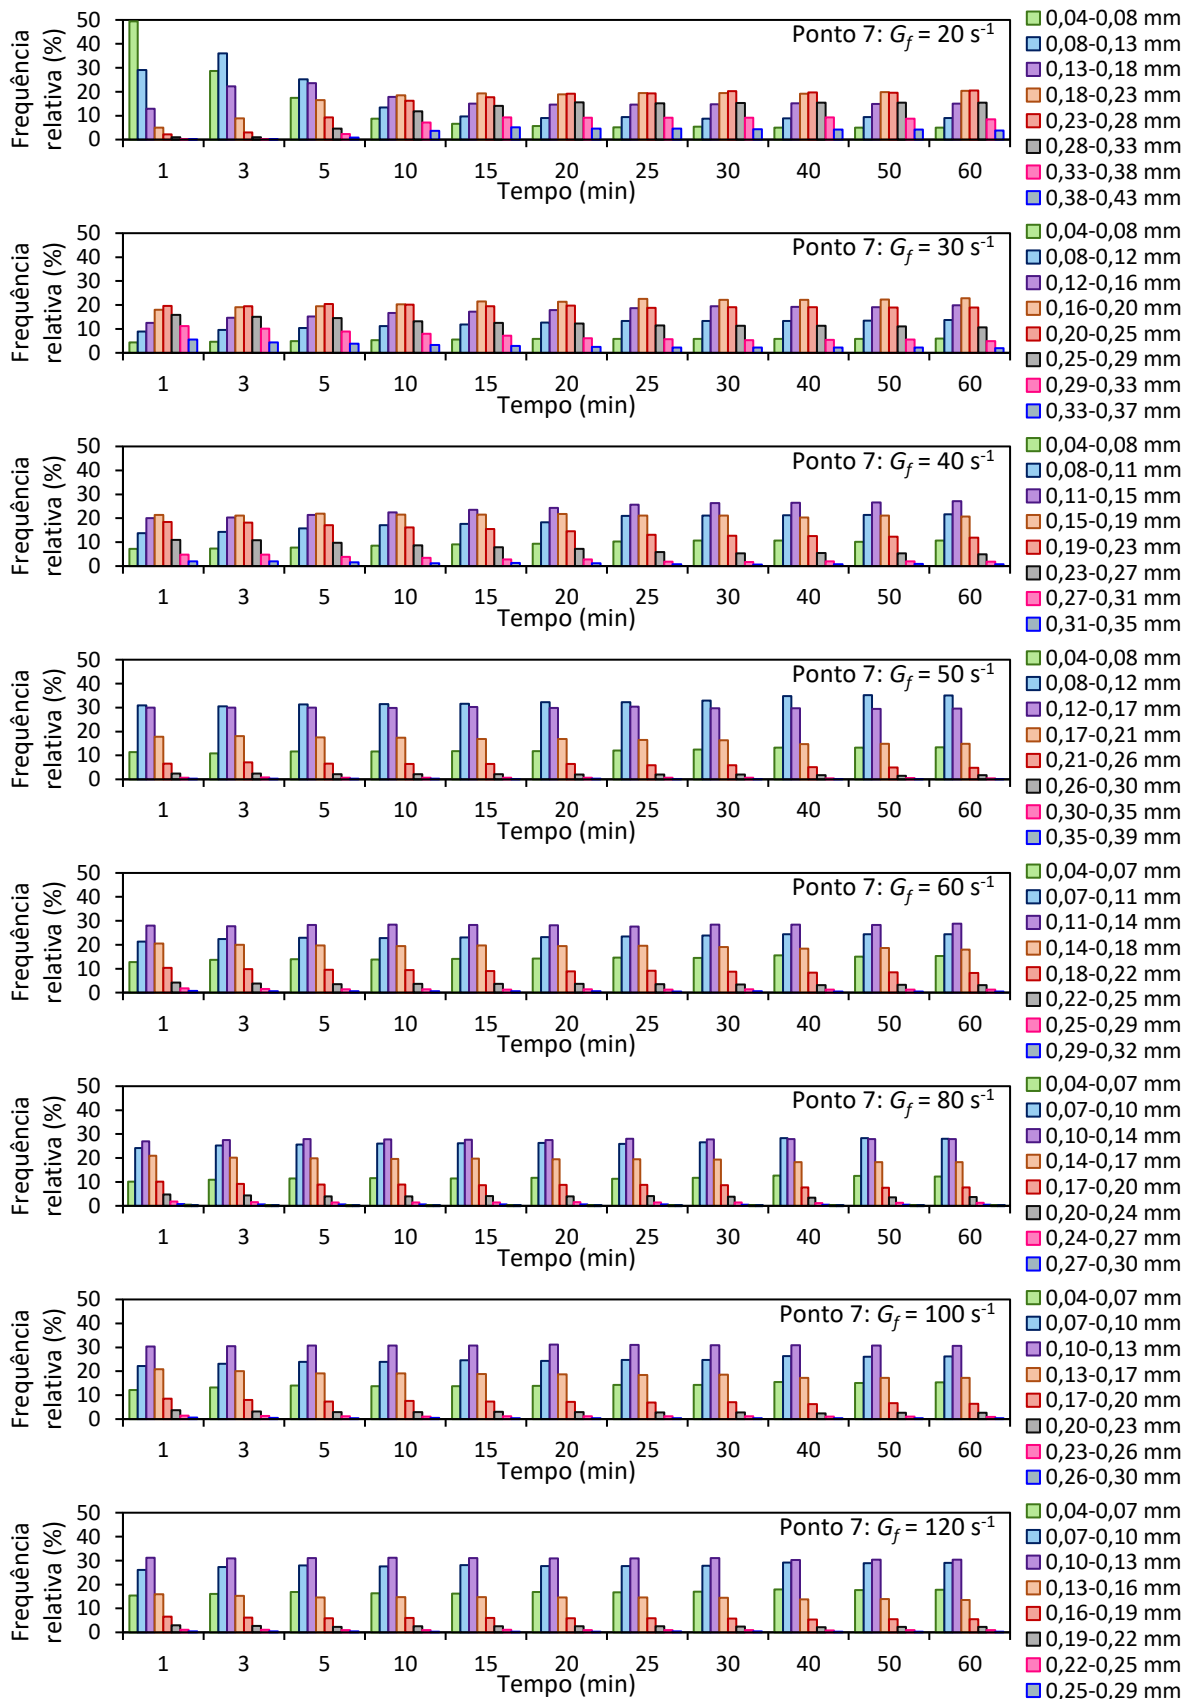 Frequência
relativa (%)
50
40
30
20
10
0
Ponto 7: G_f = 20 s⁻¹
1 3 5 10 15 20 25 30 40 50 60
Tempo (min)
0,04-0,08 mm
0,08-0,13 mm
0,13-0,18 mm
0,18-0,23 mm
0,23-0,28 mm
0,28-0,33 mm
0,33-0,38 mm
0,38-0,43 mm
Frequência
relativa (%)
50
40
30
20
10
0
Ponto 7: G_f = 30 s⁻¹
1 3 5 10 15 20 25 30 40 50 60
Tempo (min)
0,04-0,08 mm
0,08-0,12 mm
0,12-0,16 mm
0,16-0,20 mm
0,20-0,25 mm
0,25-0,29 mm
0,29-0,33 mm
0,33-0,37 mm
Frequência
relativa (%)
50
40
30
20
10
0
Ponto 7: G_f = 40 s⁻¹
1 3 5 10 15 20 25 30 40 50 60
Tempo (min)
0,04-0,08 mm
0,08-0,11 mm
0,11-0,15 mm
0,15-0,19 mm
0,19-0,23 mm
0,23-0,27 mm
0,27-0,31 mm
0,31-0,35 mm
Frequência
relativa (%)
50
40
30
20
10
0
Ponto 7: G_f = 50 s⁻¹
1 3 5 10 15 20 25 30 40 50 60
Tempo (min)
0,04-0,08 mm
0,08-0,12 mm
0,12-0,17 mm
0,17-0,21 mm
0,21-0,26 mm
0,26-0,30 mm
0,30-0,35 mm
0,35-0,39 mm
Frequência
relativa (%)
50
40
30
20
10
0
Ponto 7: G_f = 60 s⁻¹
1 3 5 10 15 20 25 30 40 50 60
Tempo (min)
0,04-0,07 mm
0,07-0,11 mm
0,11-0,14 mm
0,14-0,18 mm
0,18-0,22 mm
0,22-0,25 mm
0,25-0,29 mm
0,29-0,32 mm
Frequência
relativa (%)
50
40
30
20
10
0
Ponto 7: G_f = 80 s⁻¹
1 3 5 10 15 20 25 30 40 50 60
Tempo (min)
0,04-0,07 mm
0,07-0,10 mm
0,10-0,14 mm
0,14-0,17 mm
0,17-0,20 mm
0,20-0,24 mm
0,24-0,27 mm
0,27-0,30 mm
Frequência
relativa (%)
50
40
30
20
10
0
Ponto 7: G_f = 100 s⁻¹
1 3 5 10 15 20 25 30 40 50 60
Tempo (min)
0,04-0,07 mm
0,07-0,10 mm
0,10-0,13 mm
0,13-0,17 mm
0,17-0,20 mm
0,20-0,23 mm
0,23-0,26 mm
0,26-0,30 mm
Frequência
relativa (%)
50
40
30
20
10
0
Ponto 7: G_f = 120 s⁻¹
1 3 5 10 15 20 25 30 40 50 60
Tempo (min)
0,04-0,07 mm
0,07-0,10 mm
0,10-0,13 mm
0,13-0,16 mm
0,16-0,19 mm
0,19-0,22 mm
0,22-0,25 mm
0,25-0,29 mm